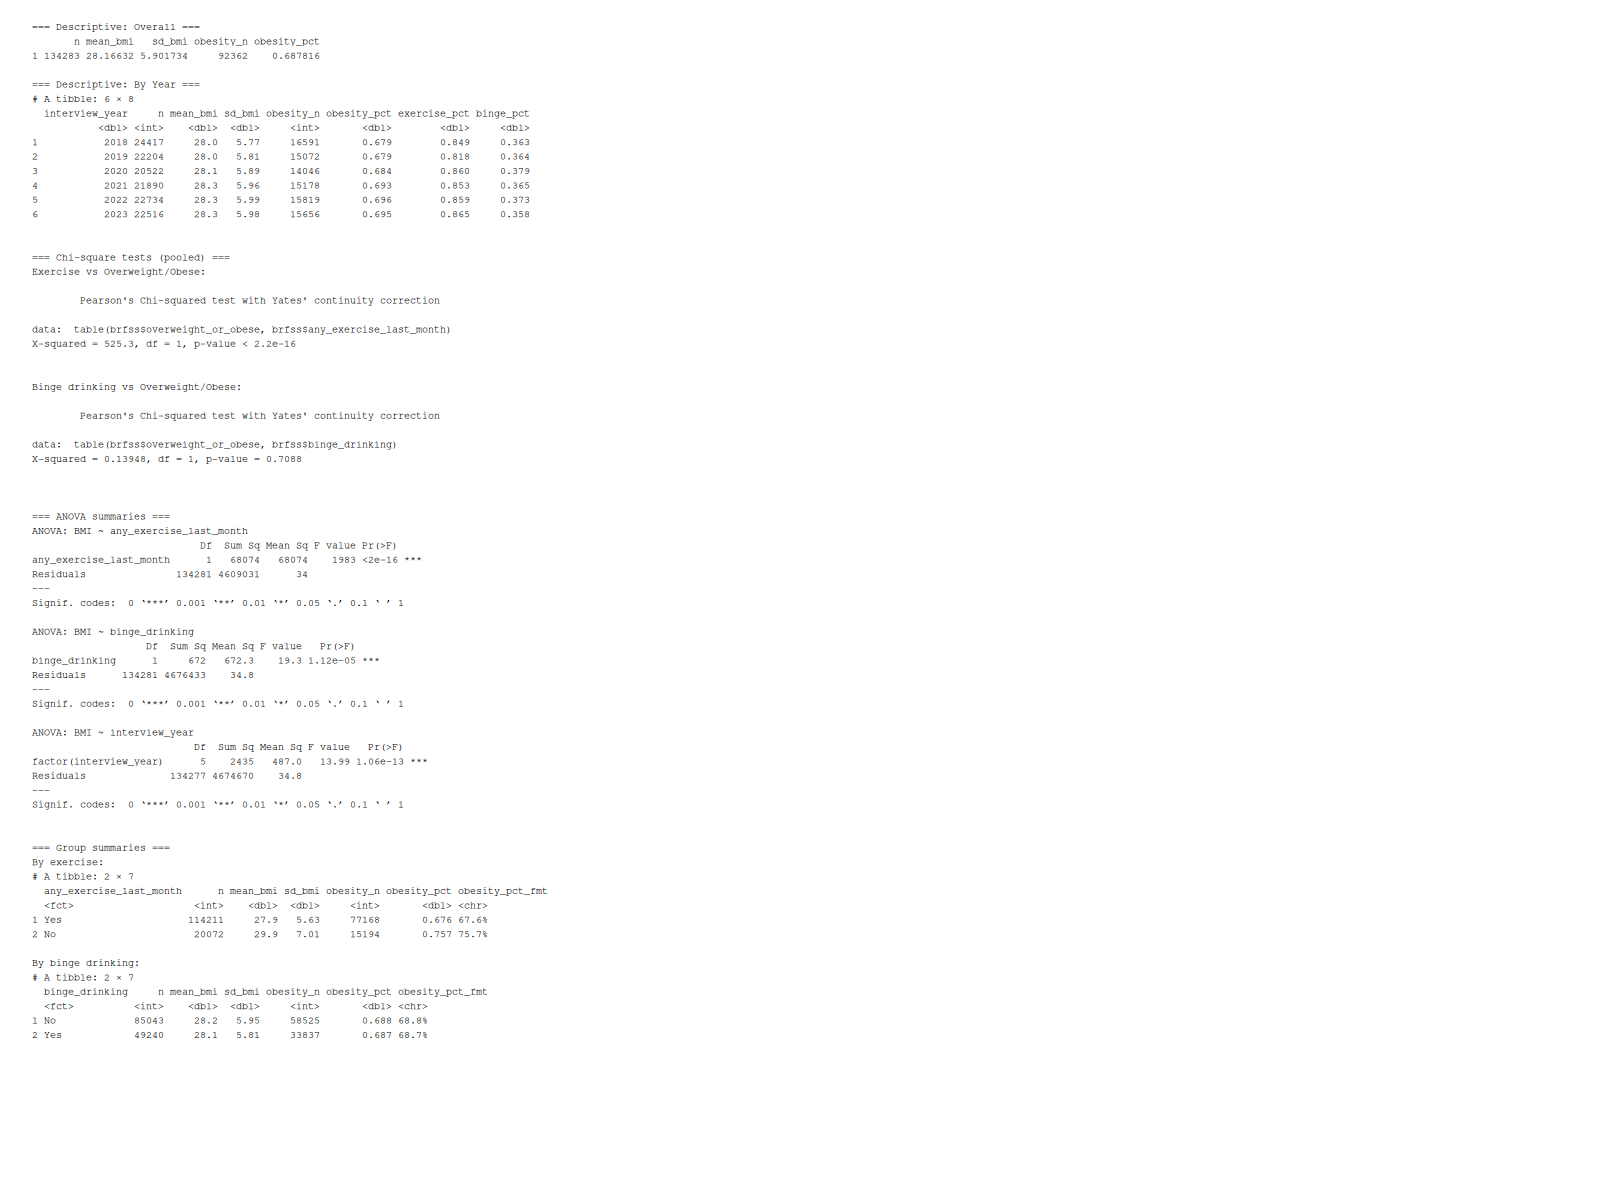 === Descriptive: Overall ===
       n mean_bmi   sd_bmi obesity_n obesity_pct
1 134283 28.16632 5.901734     92362    0.687816
=== Descriptive: By Year ===
# A tibble: 6 × 8
  interview_year     n mean_bmi sd_bmi obesity_n obesity_pct exercise_pct binge_pct
           <dbl> <int>    <dbl>  <dbl>     <int>       <dbl>        <dbl>     <dbl>
1           2018 24417     28.0   5.77     16591       0.679        0.849     0.363
2           2019 22204     28.0   5.81     15072       0.679        0.818     0.364
3           2020 20522     28.1   5.89     14046       0.684        0.860     0.379
4           2021 21890     28.3   5.96     15178       0.693        0.853     0.365
5           2022 22734     28.3   5.99     15819       0.696        0.859     0.373
6           2023 22516     28.3   5.98     15656       0.695        0.865     0.358
=== Chi-square tests (pooled) ===
Exercise vs Overweight/Obese:
        Pearson's Chi-squared test with Yates' continuity correction
data:  table(brfss$overweight_or_obese, brfss$any_exercise_last_month)
X-squared = 525.3, df = 1, p-value < 2.2e-16
Binge drinking vs Overweight/Obese:
        Pearson's Chi-squared test with Yates' continuity correction
data:  table(brfss$overweight_or_obese, brfss$binge_drinking)
X-squared = 0.13948, df = 1, p-value = 0.7088
=== ANOVA summaries ===
ANOVA: BMI ~ any_exercise_last_month
                            Df  Sum Sq Mean Sq F value Pr(>F)
any_exercise_last_month      1   68074   68074    1983 <2e-16 ***
Residuals               134281 4609031      34
---
Signif. codes:  0 ‘***’ 0.001 ‘**’ 0.01 ‘*’ 0.05 ‘.’ 0.1 ‘ ’ 1
ANOVA: BMI ~ binge_drinking
                   Df  Sum Sq Mean Sq F value   Pr(>F)
binge_drinking      1     672   672.3    19.3 1.12e-05 ***
Residuals      134281 4676433    34.8
---
Signif. codes:  0 ‘***’ 0.001 ‘**’ 0.01 ‘*’ 0.05 ‘.’ 0.1 ‘ ’ 1
ANOVA: BMI ~ interview_year
                           Df  Sum Sq Mean Sq F value   Pr(>F)
factor(interview_year)      5    2435   487.0   13.99 1.06e-13 ***
Residuals              134277 4674670    34.8
---
Signif. codes:  0 ‘***’ 0.001 ‘**’ 0.01 ‘*’ 0.05 ‘.’ 0.1 ‘ ’ 1
=== Group summaries ===
By exercise:
# A tibble: 2 × 7
  any_exercise_last_month      n mean_bmi sd_bmi obesity_n obesity_pct obesity_pct_fmt
  <fct>                    <int>    <dbl>  <dbl>     <int>       <dbl> <chr>
1 Yes                     114211     27.9   5.63     77168       0.676 67.6%
2 No                       20072     29.9   7.01     15194       0.757 75.7%
By binge drinking:
# A tibble: 2 × 7
  binge_drinking     n mean_bmi sd_bmi obesity_n obesity_pct obesity_pct_fmt
  <fct>          <int>    <dbl>  <dbl>     <int>       <dbl> <chr>
1 No             85043     28.2   5.95     58525       0.688 68.8%
2 Yes            49240     28.1   5.81     33837       0.687 68.7%